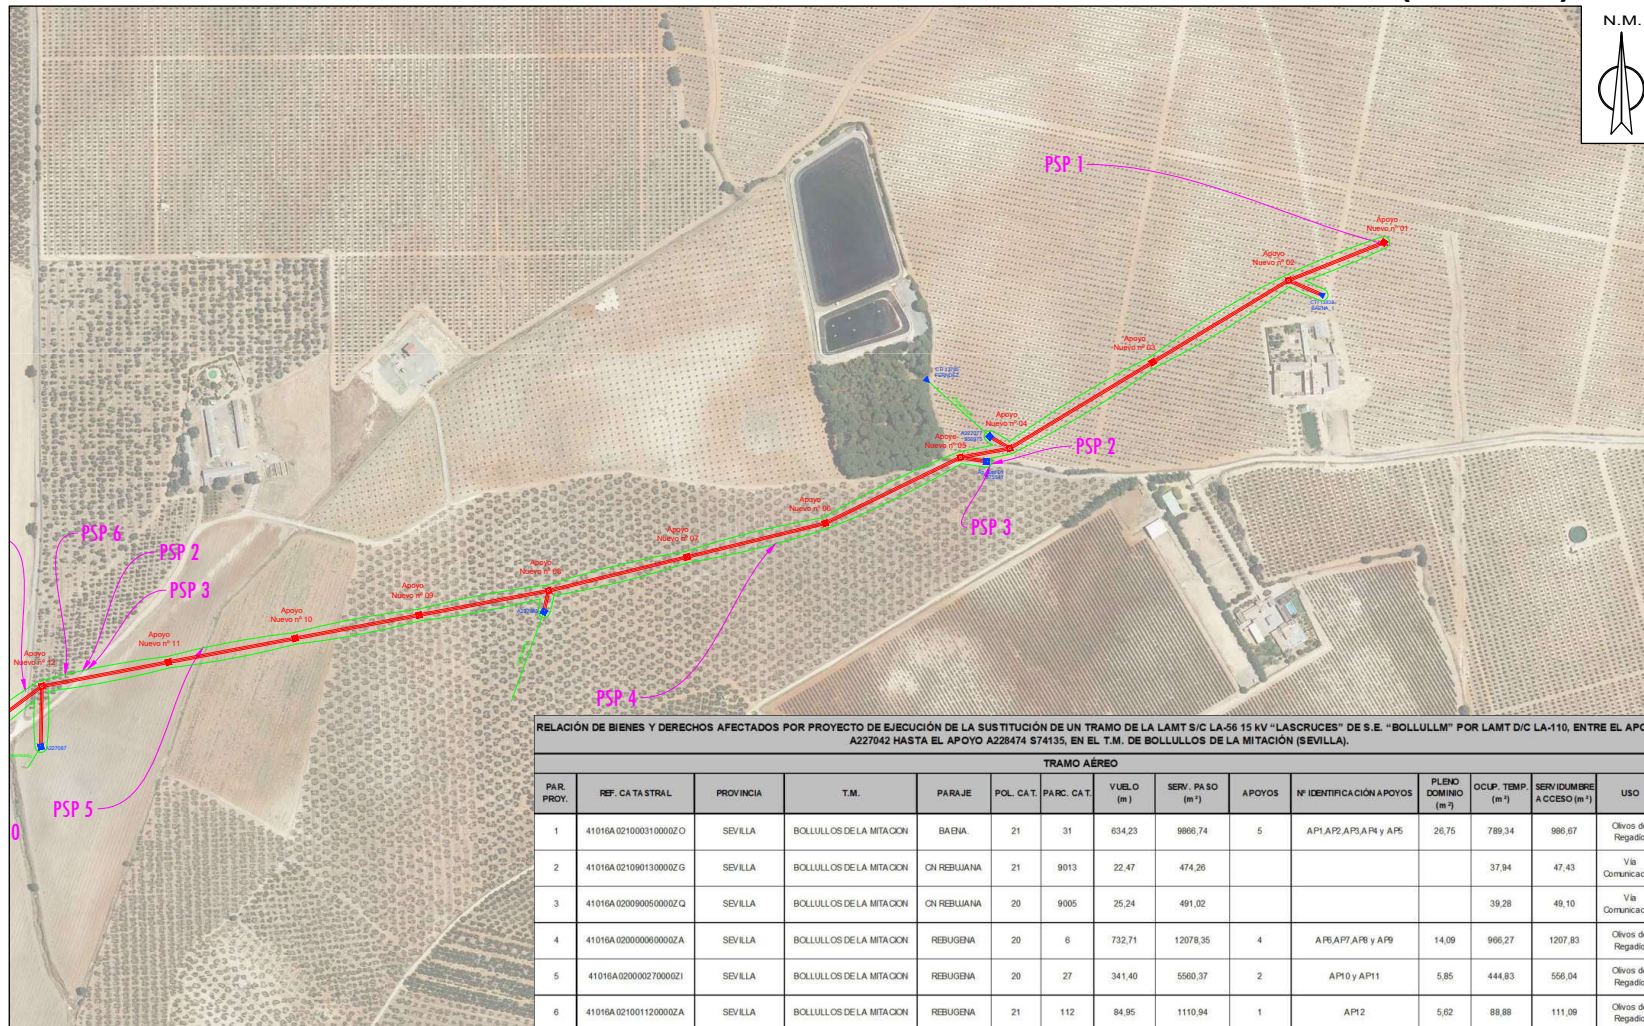 N.M.
PSP 1
Apoyo
Nuevo nº 01
Apoyo
Nuevo nº 02
BAENA_1
Apoyo
Nuevo nº 03
Apoyo
Nuevo nº 04
Apoyo
Nuevo nº 05
PSP 2
PSP 3
Apoyo
Nuevo nº 06
Apoyo
Nuevo nº 07
Apoyo
Nuevo nº 08
Apoyo
Nuevo nº 09
Apoyo
Nuevo nº 10
Apoyo
Nuevo nº 11
Apoyo
Nuevo nº 12
PSP 6
PSP 2
PSP 3
PSP 4
PSP 5
A227087
0
RELACIÓN DE BIENES Y DERECHOS AFECTADOS POR PROYECTO DE EJECUCIÓN DE LA SUSTITUCIÓN DE UN TRAMO DE LA LAMT S/C LA-56 15 kV "LASCRUCES" DE S.E. "BOLLULLM" POR LAMT D/C LA-110, ENTRE EL APO
A227042 HASTA EL APOYO A228474 S74135, EN EL T.M. DE BOLLULLOS DE LA MITACIÓN (SEVILLA).
TRAMO AÉREO
PAR. PROY. REF. CATASTRAL PROVINCIA T.M. PARAJE POL. CAT. PARC. CAT. VUELO (m) SERV. PASO (m²) APOYOS Nº IDENTIFICACIÓN APOYOS PLENO DOMINIO (m²) OCUP. TEMP. (m²) SERVIDUMBRE ACCESO (m²) USO
1 41016A021000310000ZO SEVILLA BOLLULLOS DE LA MITACION BAENA. 21 31 634,23 9866,74 5 AP1,AP2,AP3,AP4 y AP5 26,75 789,34 986,67 Olivos de Regadío
2 41016A021090130000ZG SEVILLA BOLLULLOS DE LA MITACION CN REBUJANA 21 9013 22,47 474,26 37,94 47,43 Vía Comunicac
3 41016A020090050000ZQ SEVILLA BOLLULLOS DE LA MITACION CN REBUJANA 20 9005 25,24 491,02 39,28 49,10 Vía Comunicac
4 41016A020000060000ZA SEVILLA BOLLULLOS DE LA MITACION REBUGENA 20 6 732,71 12078,35 4 AP6,AP7,AP8 y AP9 14,09 966,27 1207,83 Olivos de Regadío
5 41016A020000270000ZI SEVILLA BOLLULLOS DE LA MITACION REBUGENA 20 27 341,40 5560,37 2 AP10 y AP11 5,85 444,83 556,04 Olivos de Regadío
6 41016A021001120000ZA SEVILLA BOLLULLOS DE LA MITACION REBUGENA 21 112 84,95 1110,94 1 AP12 5,62 88,88 111,09 Olivos de Regadío